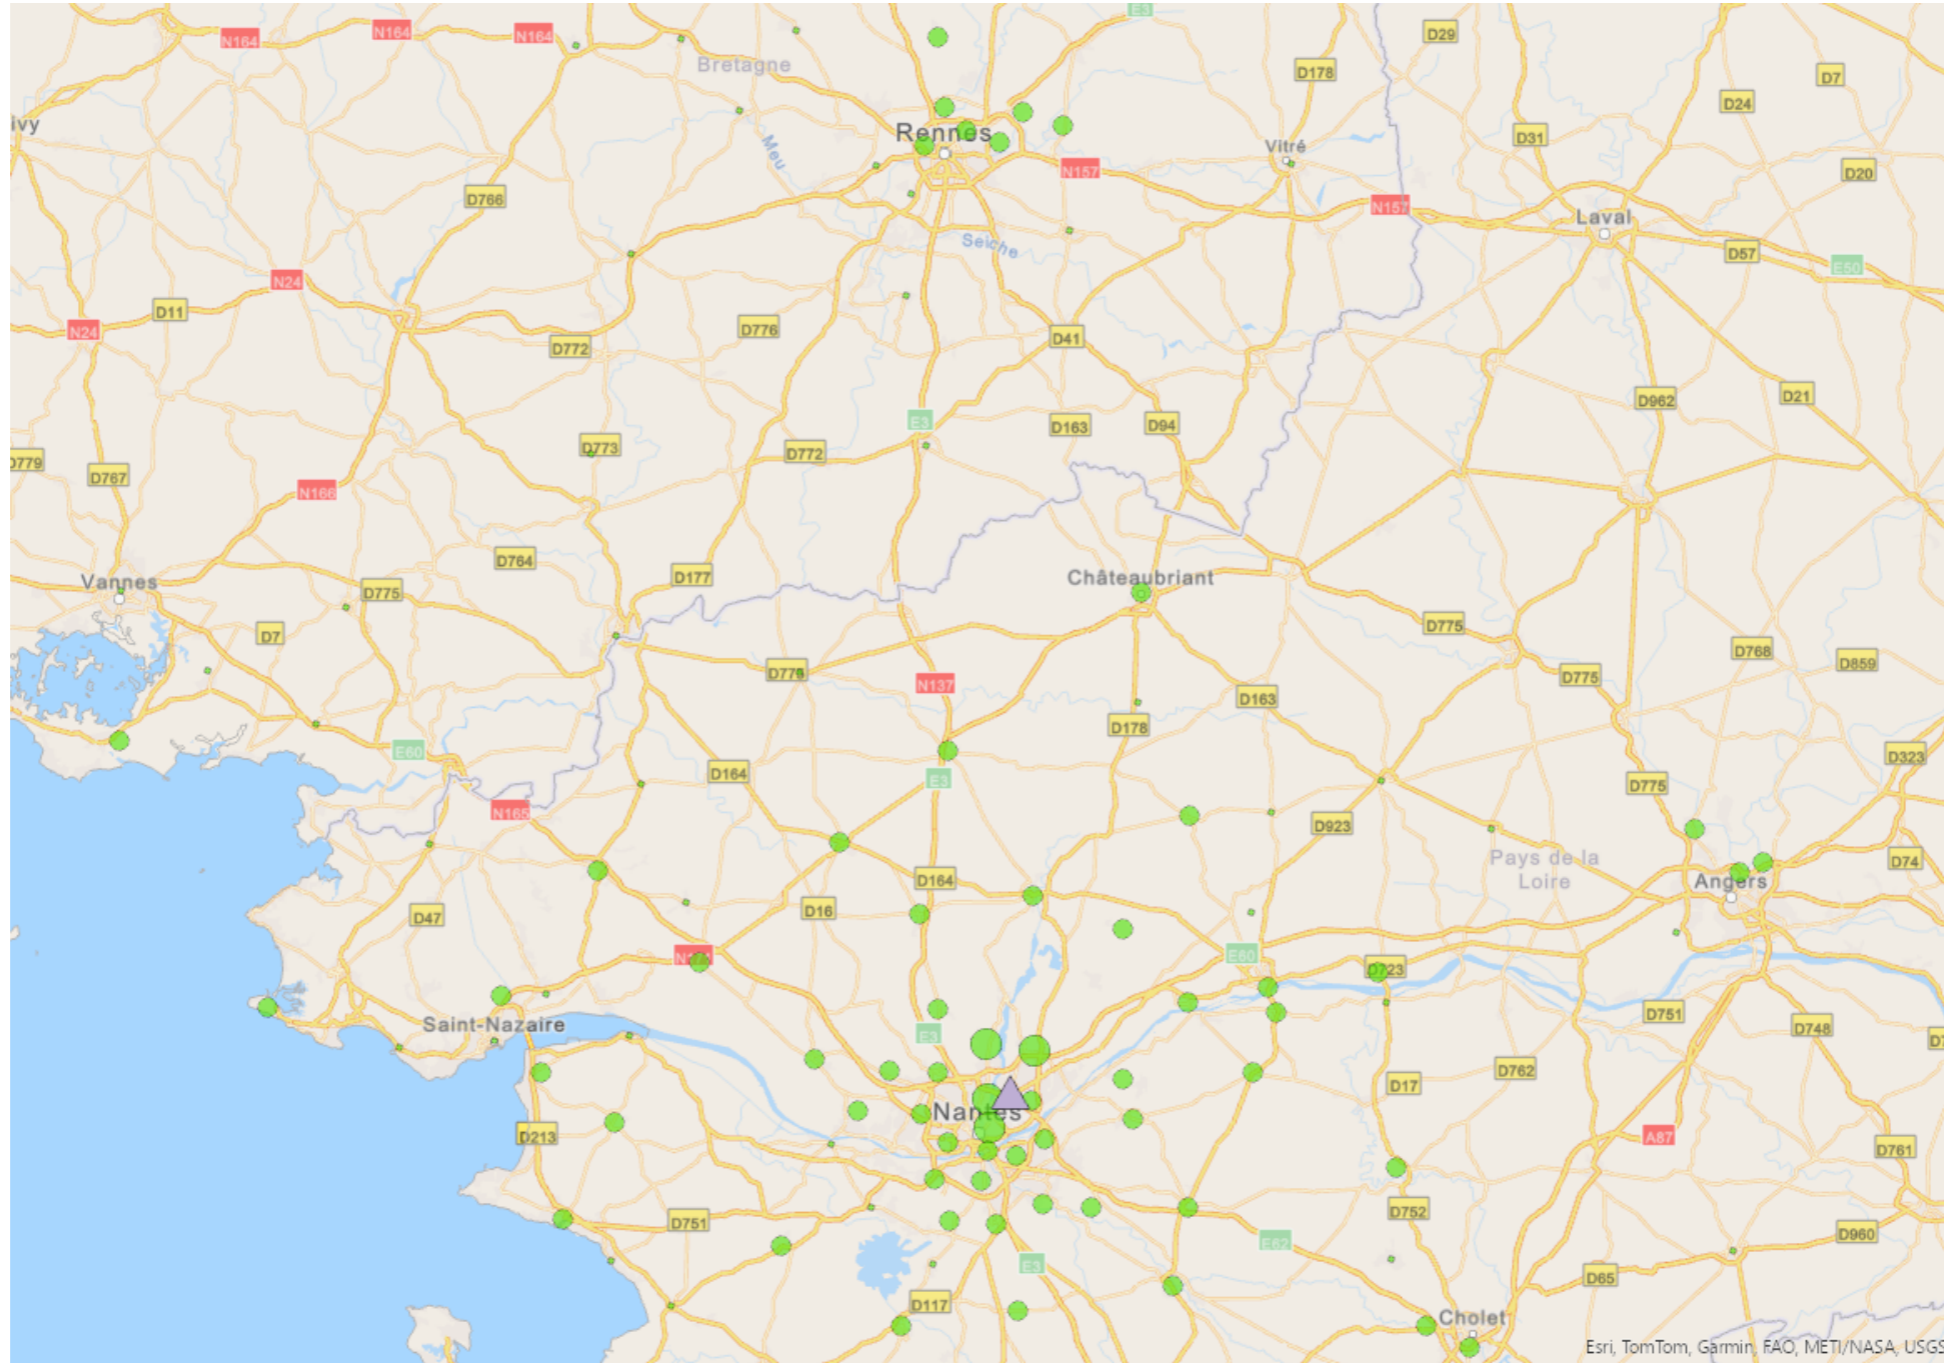 E3
N164
N164
N164
D29
Bretagne
D178
D7
D24
ivy
Rennes
D31
Vitré
Meu
N157
D20
D766
N157
Laval
Seiche
D57
E50
N24
D11
N24
D776
D41
D772
D21
D962
E3
D163
D94
D773
D772
D779
D767
N166
D764
D177
Châteaubriant
Vannes
D775
D775
D7
D768
D859
D775
N137
D163
D178
E60
D323
D164
E3
D775
N165
D923
Pays de la
Loire
D74
D164
Angers
D16
D47
E60
D723
D751
Saint-Nazaire
D748
E3
D762
D17
Nantes
D213
A87
D761
D752
D751
D960
E62
E3
D65
D117
Cholet
Esri, TomTom, Garmin, FAO, METI/NASA, USGS